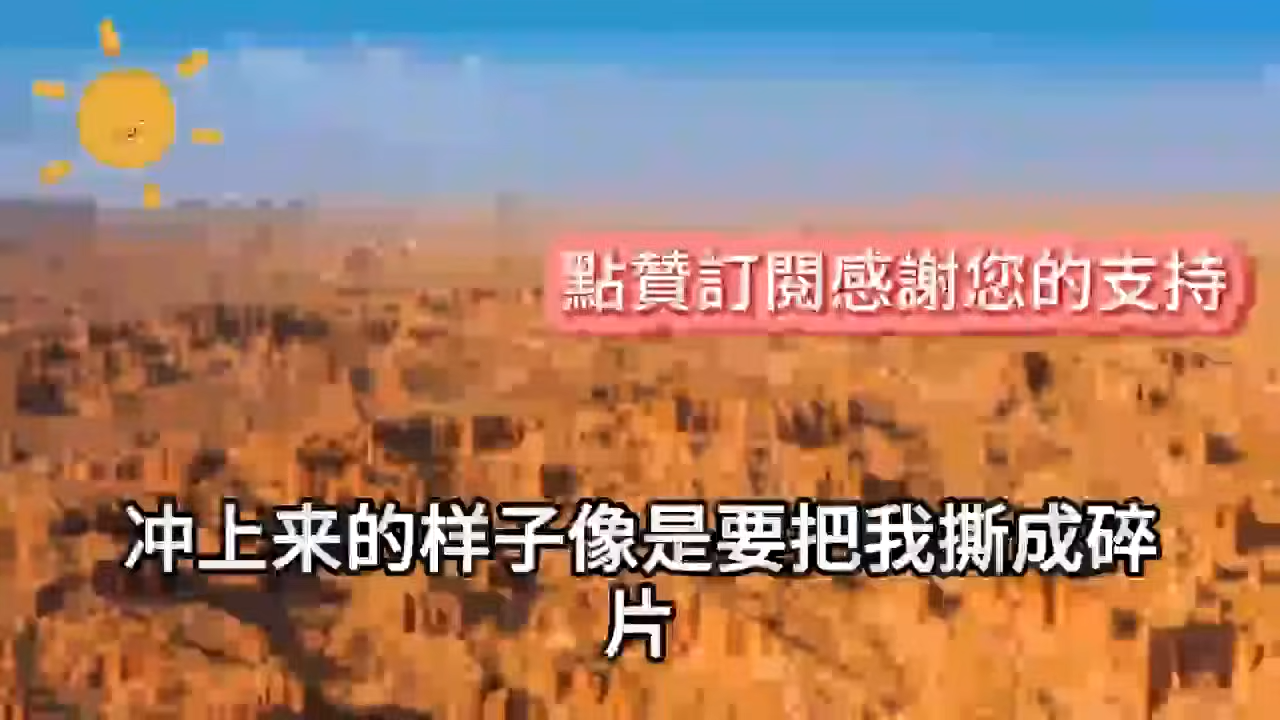 點贊訂閱感謝您的支持
冲上来的样子像是要把我撕成碎
片